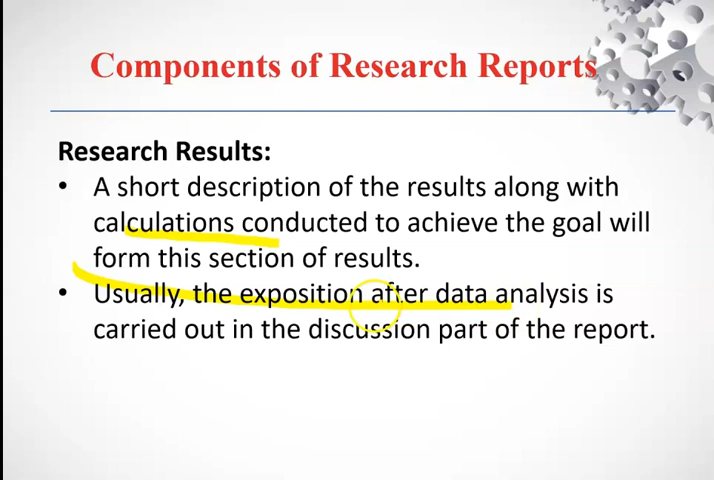 Components of Research Reports
Research Results:
• A short description of the results along with
calculations conducted to achieve the goal will
form this section of results.
• Usually, the exposition after data analysis is
carried out in the discussion part of the report.